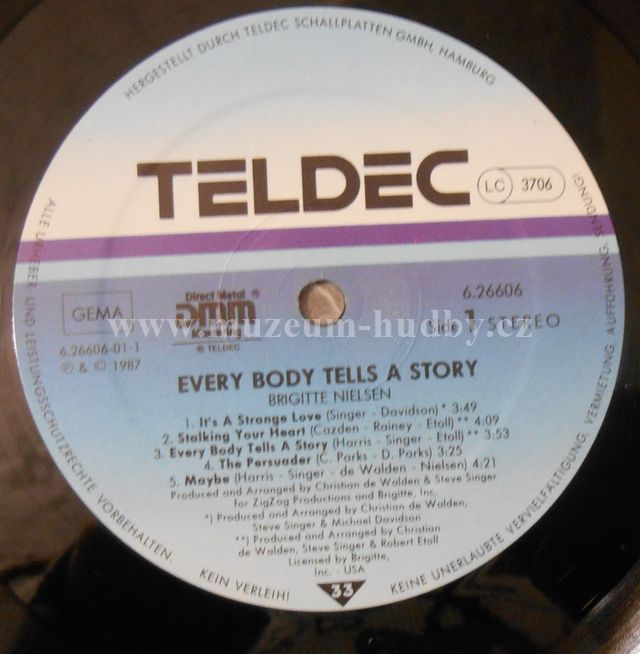 HERGESTELLT DURCH TELDEC SCHALLPLATTEN GMBH, HAMBURG
TELDEC
LC 3706
GEMA
Direct Metal ®
DMM
© TELDEC
6.26606
6.26606-01-1
Side 1 STEREO
℗ & © 1987
www.muzeum-hudby.cz
EVERY BODY TELLS A STORY
BRIGITTE NIELSEN
1. It's A Strange Love (Singer - Davidson) * 3:49
2. Stalking Your Heart (Cazden - Rainey - Etoll) ** 4:09
3. Every Body Tells A Story (Harris - Singer - Etoll) ** 3:53
4. The Persuader (C. Parks - D. Parks) 3:25
5. Maybe (Harris - Singer - de Walden - Nielsen) 4:21
Produced and Arranged by Christian de Walden & Steve Singer
for ZigZag Productions and Brigitte, Inc.
*) Produced and Arranged by Christian de Walden,
Steve Singer & Michael Davidson
**) Produced and Arranged by Christian
de Walden, Steve Singer & Robert Etoll
Licensed by Brigitte,
Inc. - USA
33
ALLE URHEBER- UND LEISTUNGSSCHUTZRECHTE VORBEHALTEN.
KEIN VERLEIH!
KEINE UNERLAUBTE VERVIELFÄLTIGUNG, VERMIETUNG, AUFFÜHRUNG, SENDUNG!